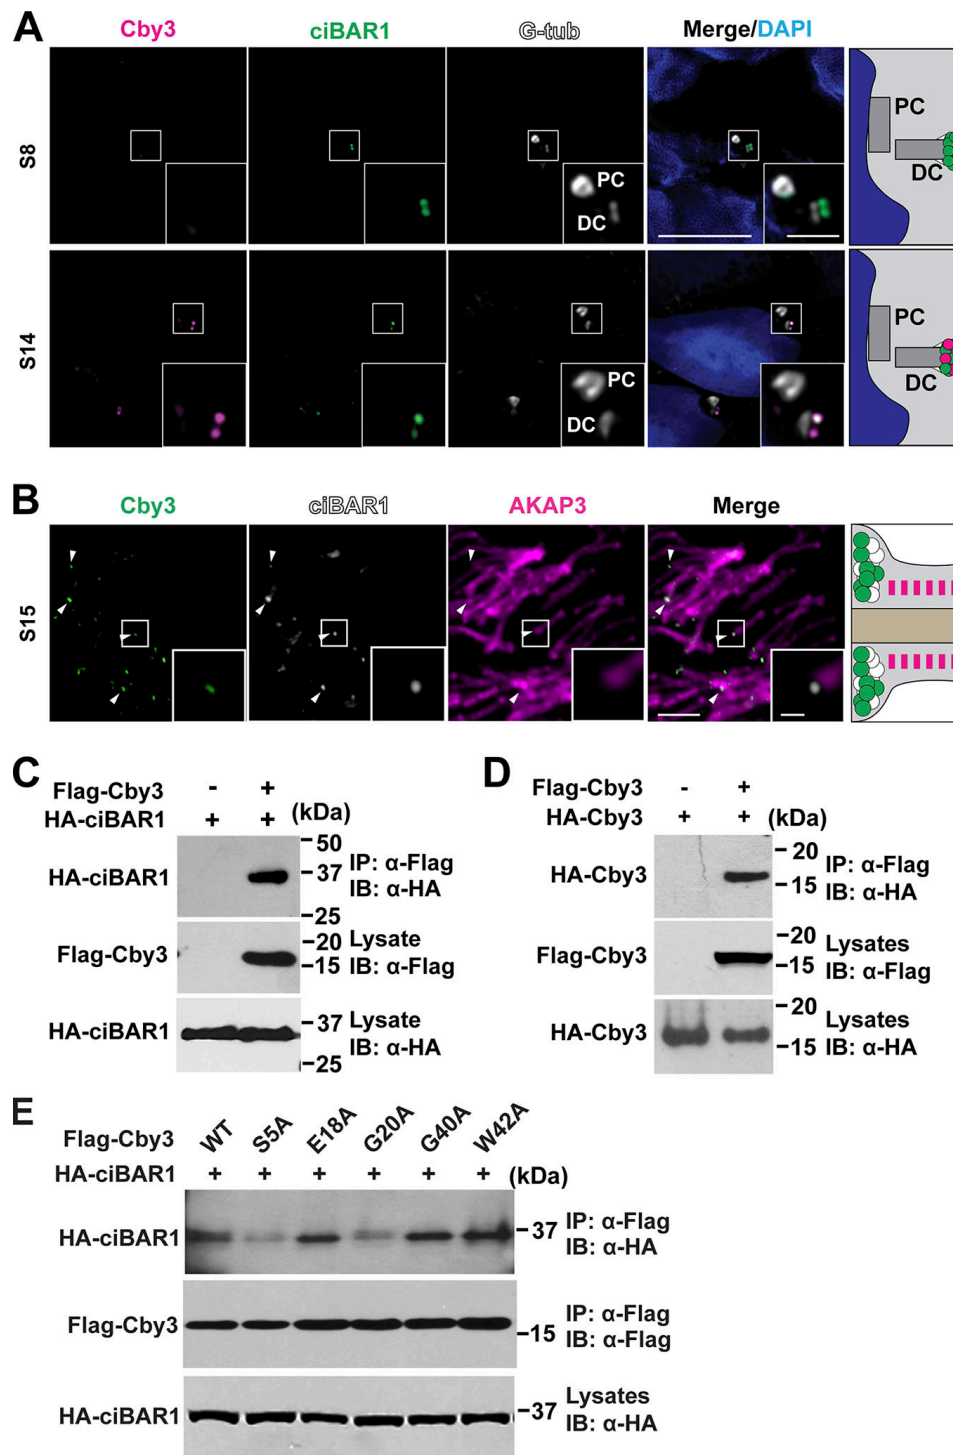 A
Cby3 ciBAR1 G-tub Merge/DAPI
S8
PC
DC
PC
DC
S14
PC
DC
PC
DC
B
Cby3 ciBAR1 AKAP3 Merge
S15
C
Flag-Cby3 - +
HA-ciBAR1 + + (kDa)
HA-ciBAR1
50
37
25
IP: α-Flag
IB: α-HA
Flag-Cby3
20
15
Lysate
IB: α-Flag
HA-ciBAR1
37
25
Lysate
IB: α-HA
D
Flag-Cby3 - +
HA-Cby3 + + (kDa)
HA-Cby3
20
15
IP: α-Flag
IB: α-HA
Flag-Cby3
20
15
Lysates
IB: α-Flag
HA-Cby3
20
15
Lysates
IB: α-HA
E
Flag-Cby3 WT S5A E18A G20A G40A W42A
HA-ciBAR1 + + + + + + (kDa)
HA-ciBAR1
37
IP: α-Flag
IB: α-HA
Flag-Cby3
15
IP: α-Flag
IB: α-Flag
HA-ciBAR1
37
Lysates
IB: α-HA